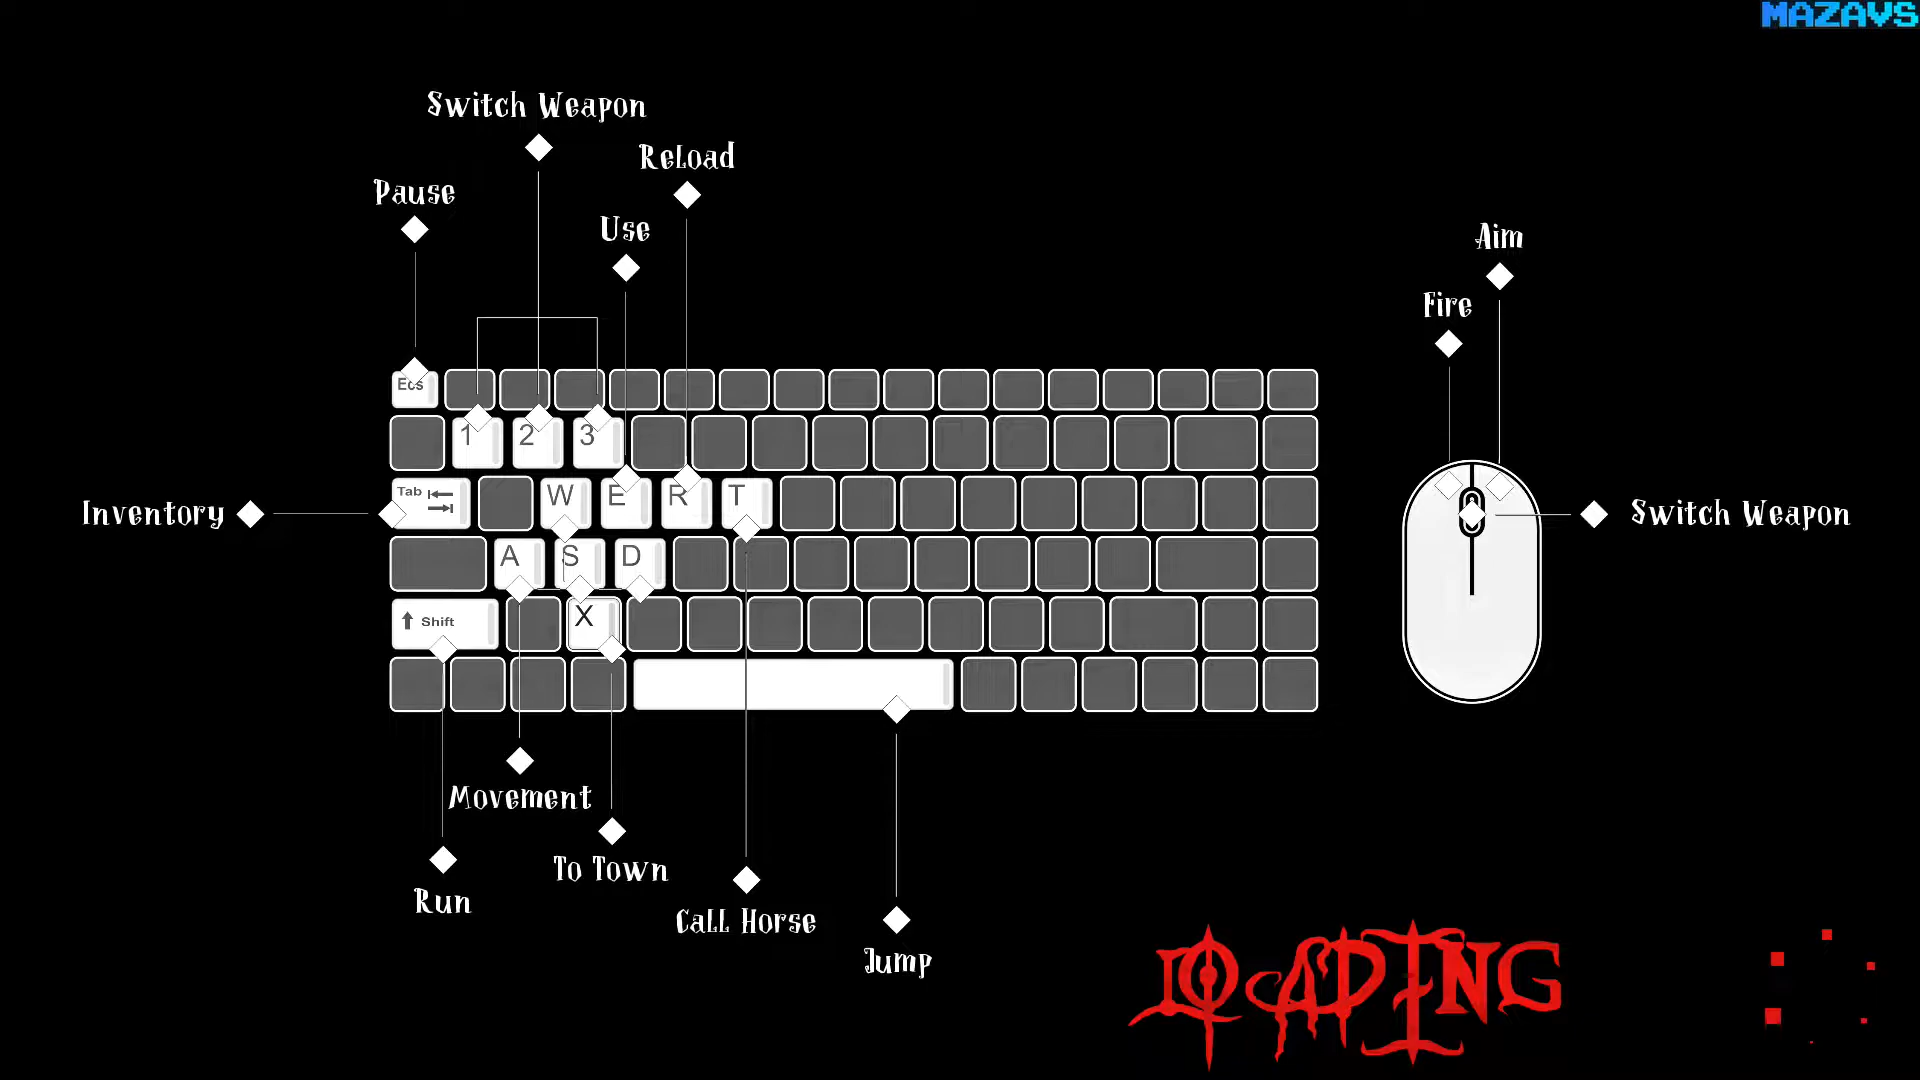 MAZAVS
Switch Weapon
Reload
Pause
Use
Aim
Fire
Ecs
1 2 3
Tab W E R T
Inventory
Switch Weapon
A S D
Shift X
Movement
To Town
Run
Call Horse
Jump
LOADING